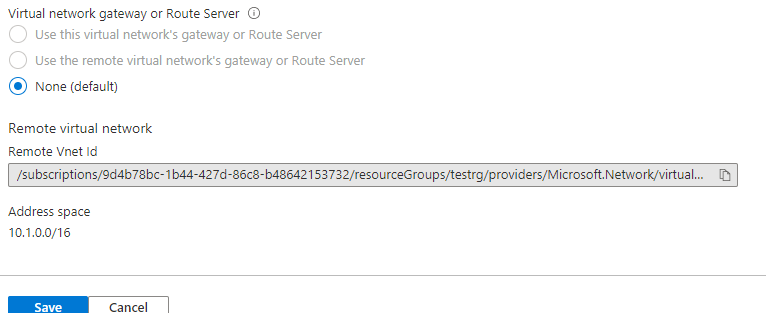 Virtual network gateway or Route Server
Use this virtual network's gateway or Route Server
Use the remote virtual network's gateway or Route Server
None (default)
Remote virtual network
Remote Vnet Id
/subscriptions/9d4b78bc-1b44-427d-86c8-b48642153732/resourceGroups/testrg/providers/Microsoft.Network/virtual...
Address space
10.1.0.0/16
Save Cancel